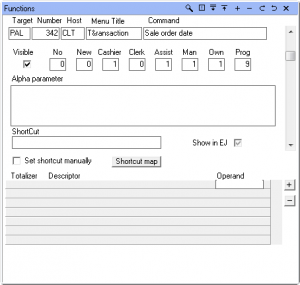 Functions
Target Number Host Menu Title Command
PAL 342 CLT T&ransaction Sale order date
Visible No New Cashier Clerk Assist Man Own Prog
0 0 1 0 1 1 1 9
Alpha parameter
ShortCut
Show in EJ
Set shortcut manually Shortcut map
Totalizer Descriptor Operand